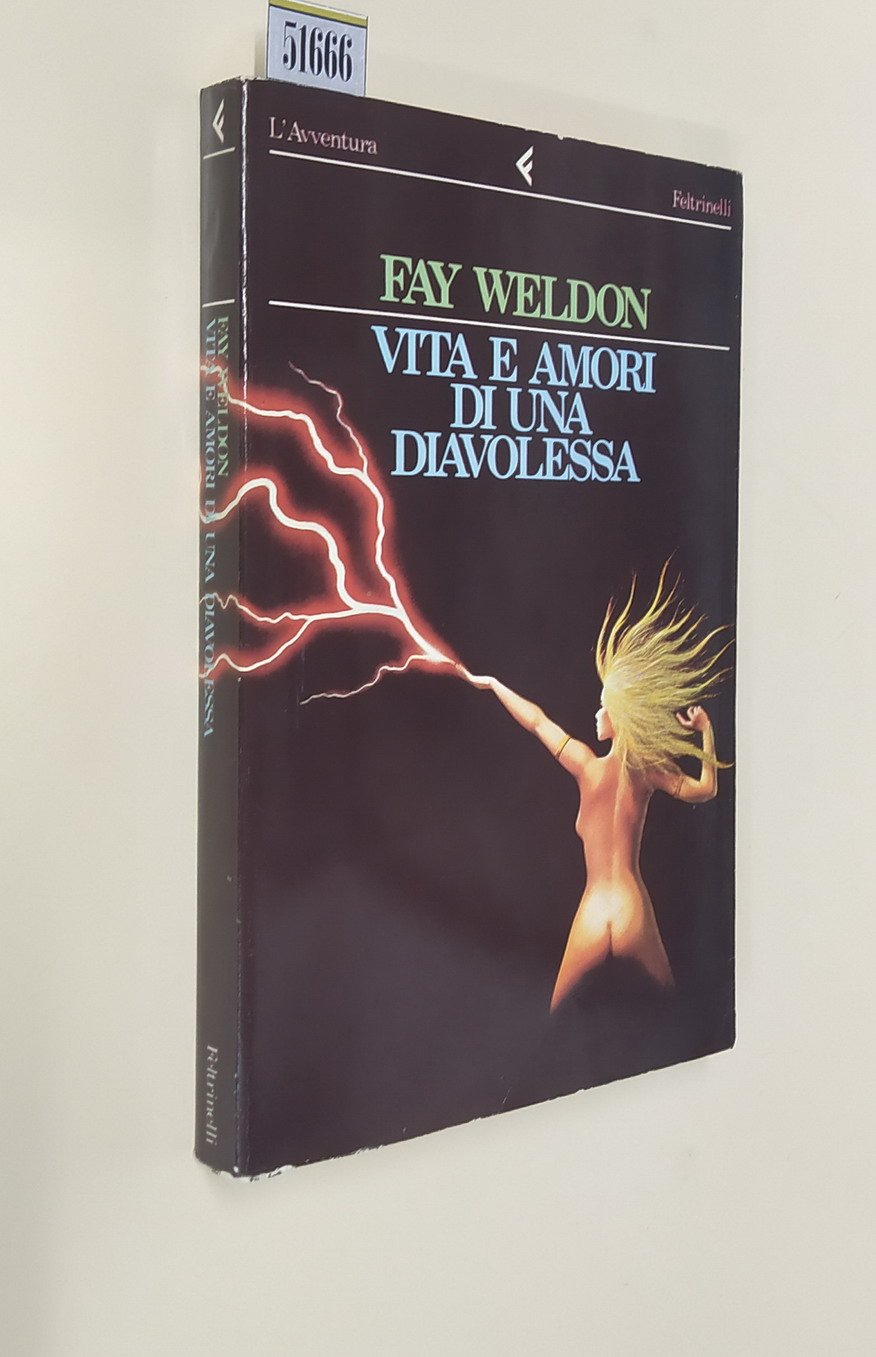 51666
L'Avventura
Feltrinelli
FAY WELDON
VITA E AMORI
DI UNA
DIAVOLESSA
FAY WELDON
VITA E AMORI DI UNA DIAVOLESSA
Feltrinelli